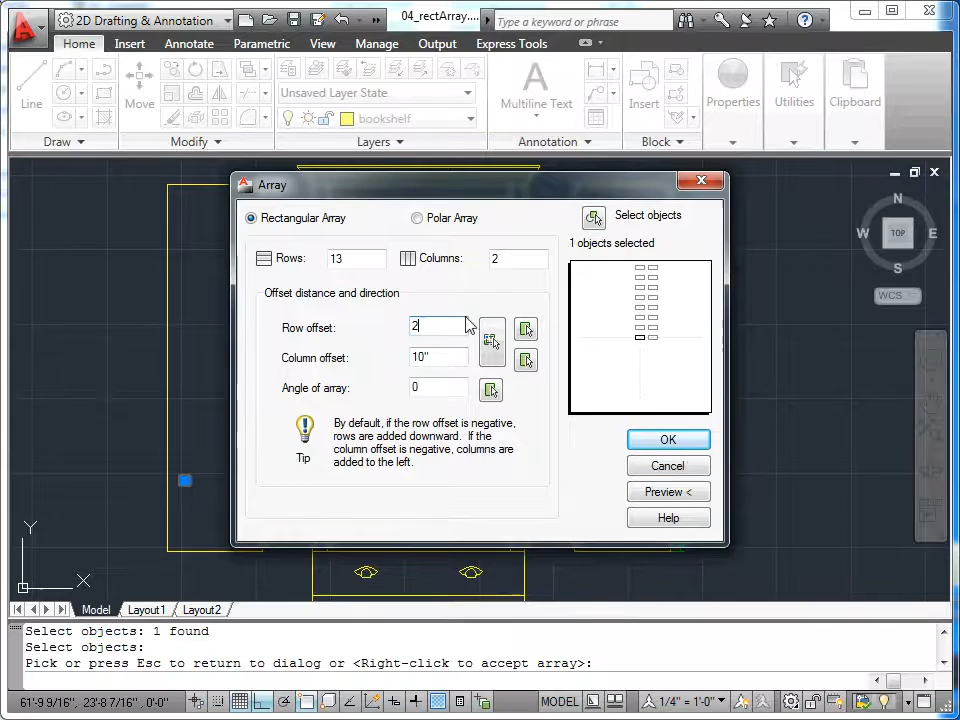 2D Drafting & Annotation
04_rectArray....
Type a keyword or phrase
Home Insert Annotate Parametric View Manage Output Express Tools
Unsaved Layer State
bookshelf
Line Move Multiline Text Insert Properties Utilities Clipboard
Draw Modify Layers Annotation Block
Array
Rectangular Array Polar Array Select objects
1 objects selected
Rows: 13 Columns: 2
Offset distance and direction
Row offset: 2
Column offset: 10"
Angle of array: 0
Tip
By default, if the row offset is negative,
rows are added downward. If the
column offset is negative, columns are
added to the left.
OK
Cancel
Preview <
Help
N
W TOP E
S
WCS
Y
X
Model Layout1 Layout2
Select objects: 1 found
Select objects:
Pick or press Esc to return to dialog or <Right-click to accept array>:
61'-9 9/16", 23'-8 7/16", 0'-0" MODEL 1/4" = 1'-0"